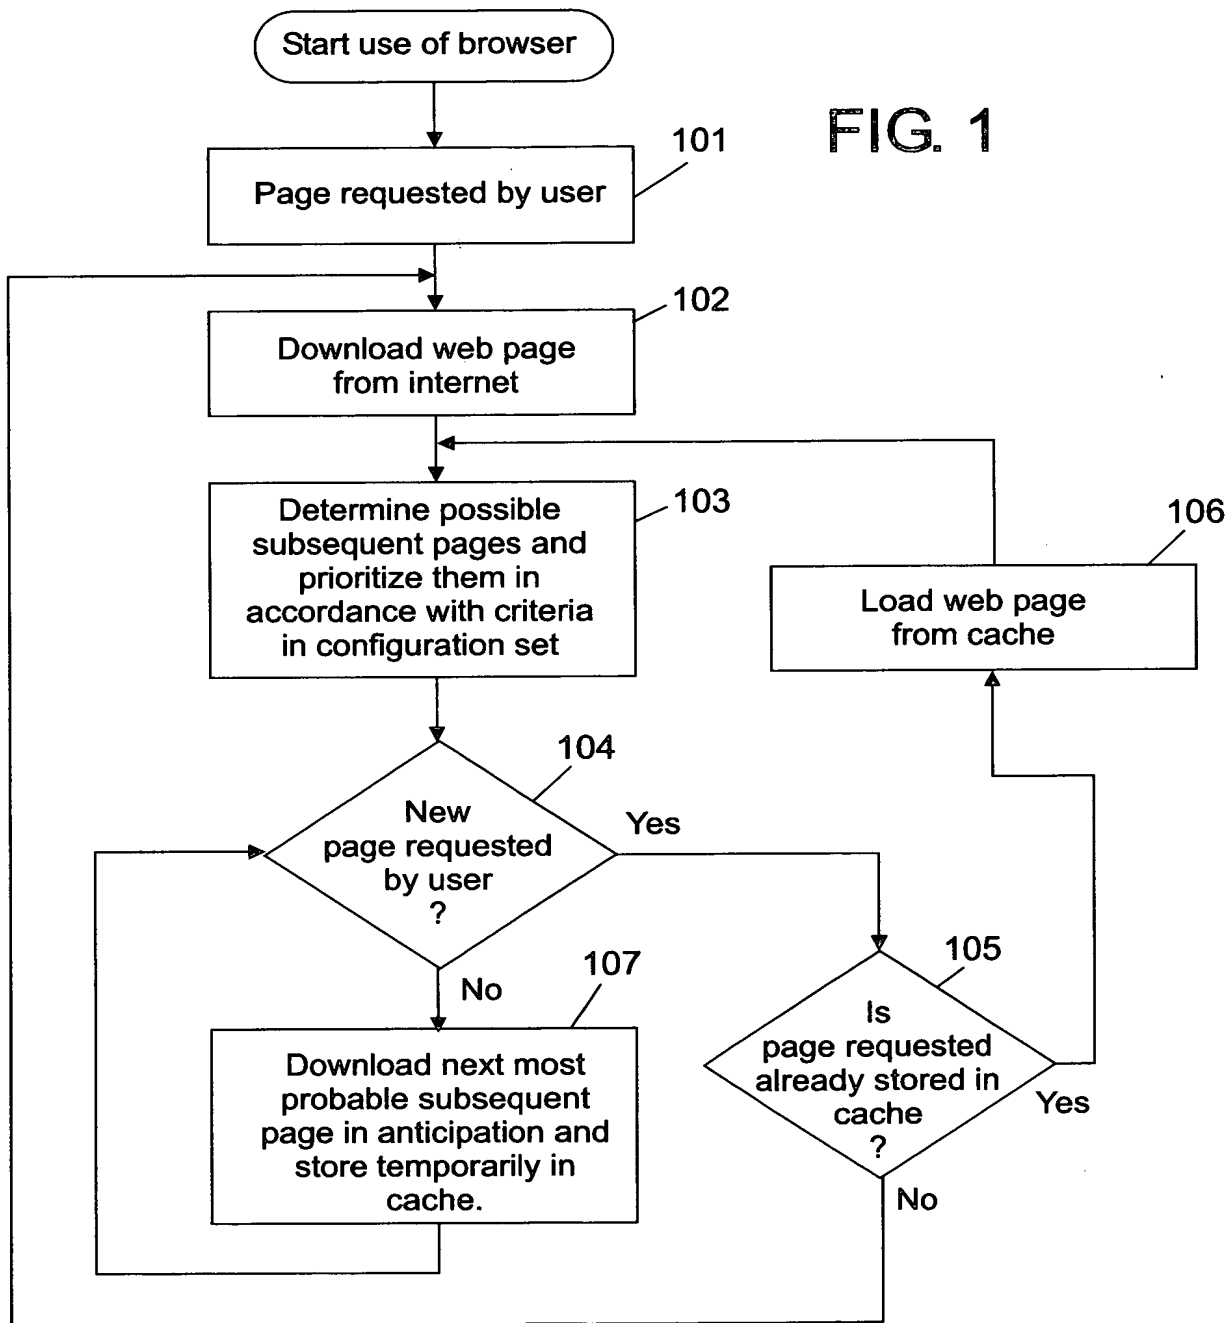 Start use of browser
FIG. 1
101
Page requested by user
102
Download web page
from internet
103
Determine possible
subsequent pages and
prioritize them in
accordance with criteria
in configuration set
106
Load web page
from cache
104
New
page requested
by user
?
Yes
No
105
Is
page requested
already stored in
cache
?
Yes
No
107
Download next most
probable subsequent
page in anticipation and
store temporarily in
cache.